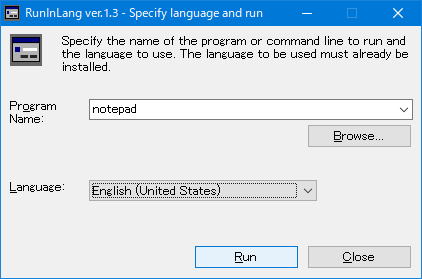 RunInLang ver.1.3 - Specify language and run
Specify the name of the program or command line to run and
the language to use. The language to be used must already be
installed.
Program
Name:
notepad
Browse...
Language:
English (United States)
Run
Close